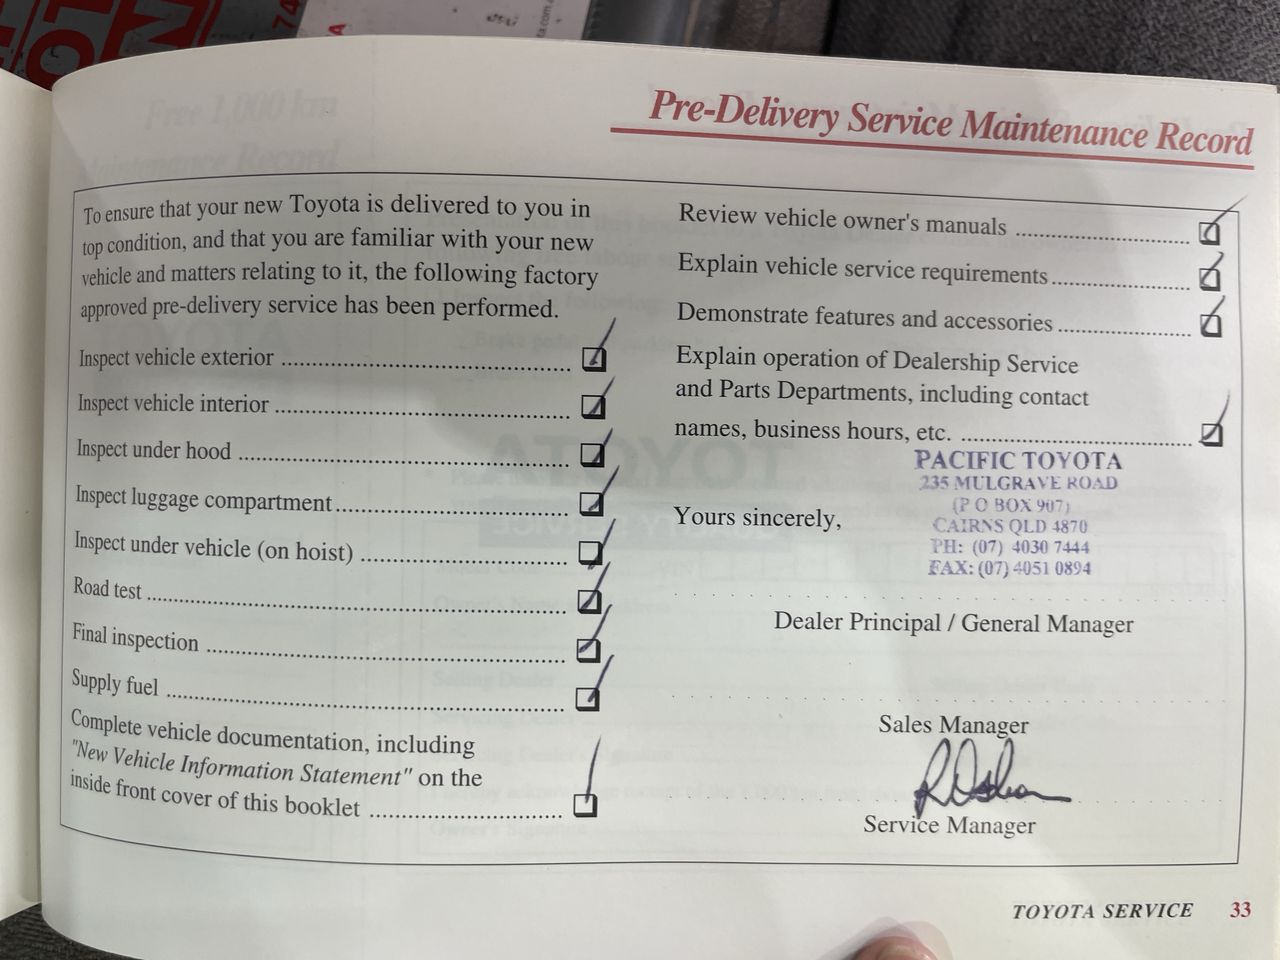 Pre-Delivery Service Maintenance Record
To ensure that your new Toyota is delivered to you in
top condition, and that you are familiar with your new
vehicle and matters relating to it, the following factory
approved pre-delivery service has been performed.
Inspect vehicle exterior
Inspect vehicle interior
Inspect under hood
Inspect luggage compartment
Inspect under vehicle (on hoist)
Road test
Final inspection
Supply fuel
Complete vehicle documentation, including
"New Vehicle Information Statement" on the
inside front cover of this booklet
Review vehicle owner's manuals
Explain vehicle service requirements
Demonstrate features and accessories
Explain operation of Dealership Service
and Parts Departments, including contact
names, business hours, etc.
PACIFIC TOYOTA
235 MULGRAVE ROAD
(P O BOX 907)
CAIRNS QLD 4870
PH: (07) 4030 7444
FAX: (07) 4051 0894
Yours sincerely,
Dealer Principal / General Manager
Sales Manager
Service Manager
TOYOTA SERVICE 33